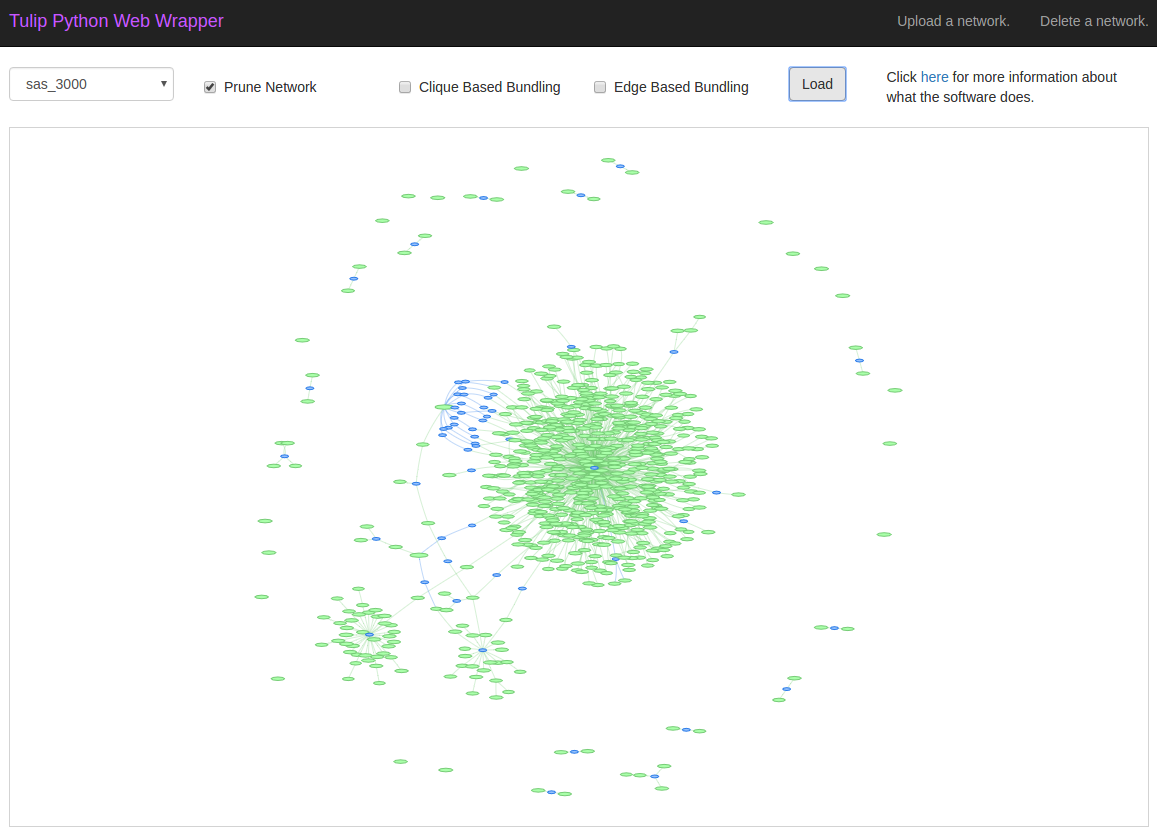 Tulip Python Web Wrapper
Upload a network.
Delete a network.
sas_3000
Prune Network
Clique Based Bundling
Edge Based Bundling
Load
Click here for more information about
what the software does.